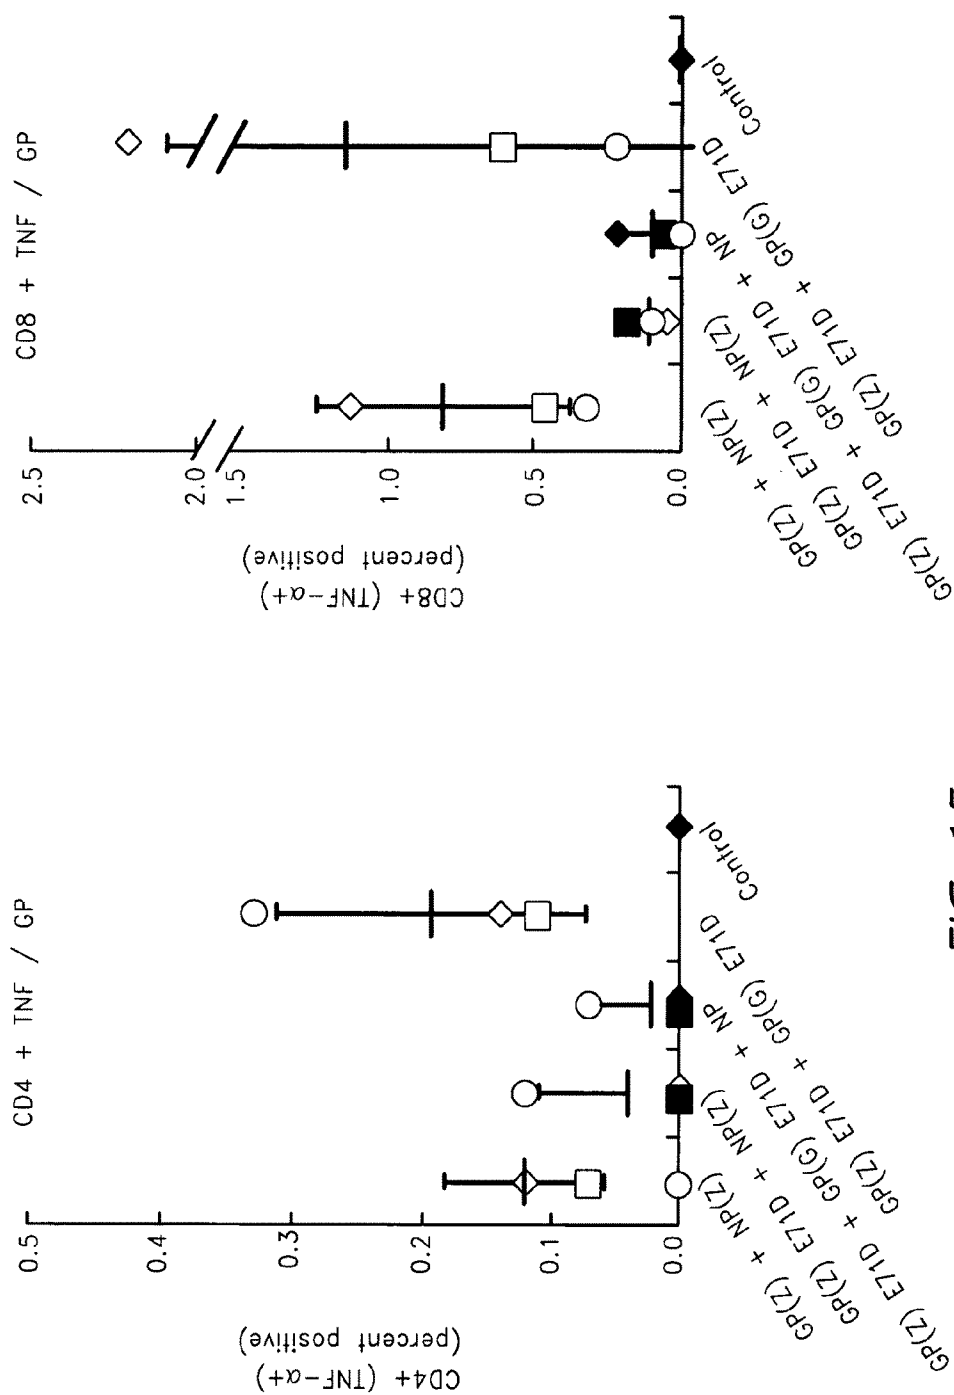 CD4 + TNF / GP
CD4+ (TNF-α+)
(percent positive)
0.5
0.3
0.2
0.1
0.0
GP(Z) + NP(Z)
GP(Z) E71D + NP(Z)
GP(Z) E71D + GP(G) E71D + NP
GP(Z) E71D + GP(G) E71D
Control
CD8 + TNF / GP
CD8+ (TNF-α+)
(percent positive)
2.5
2.0
1.5
1.0
0.5
0.0
GP(Z) + NP(Z)
GP(Z) E71D + NP(Z)
GP(Z) E71D + GP(G) E71D + NP
GP(Z) E71D + GP(G) E71D
Control